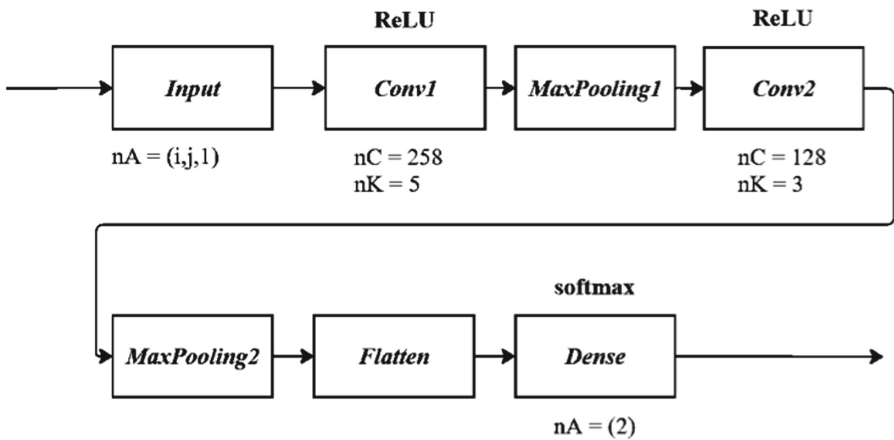 ReLU
ReLU
Input
Conv1
MaxPooling1
Conv2
nA = (i,j,1)
nC = 258
nK = 5
nC = 128
nK = 3
softmax
MaxPooling2
Flatten
Dense
nA = (2)